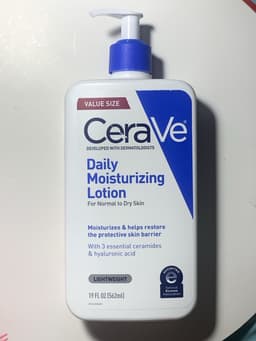 VALUE SIZE
CeraVe
DEVELOPED WITH DERMATOLOGISTS
Daily
Moisturizing
Lotion
For Normal to Dry Skin
Moisturizes & helps restore
the protective skin barrier
With 3 essential ceramides
& hyaluronic acid
LIGHTWEIGHT
19 FL OZ (562ml)